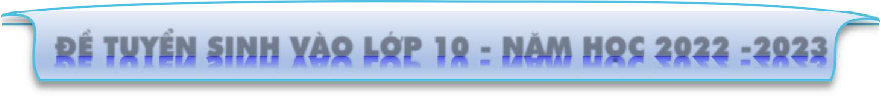 ĐỀ TUYỂN SINH VÀO LỚP 10 - NĂM HỌC 2022 -2023